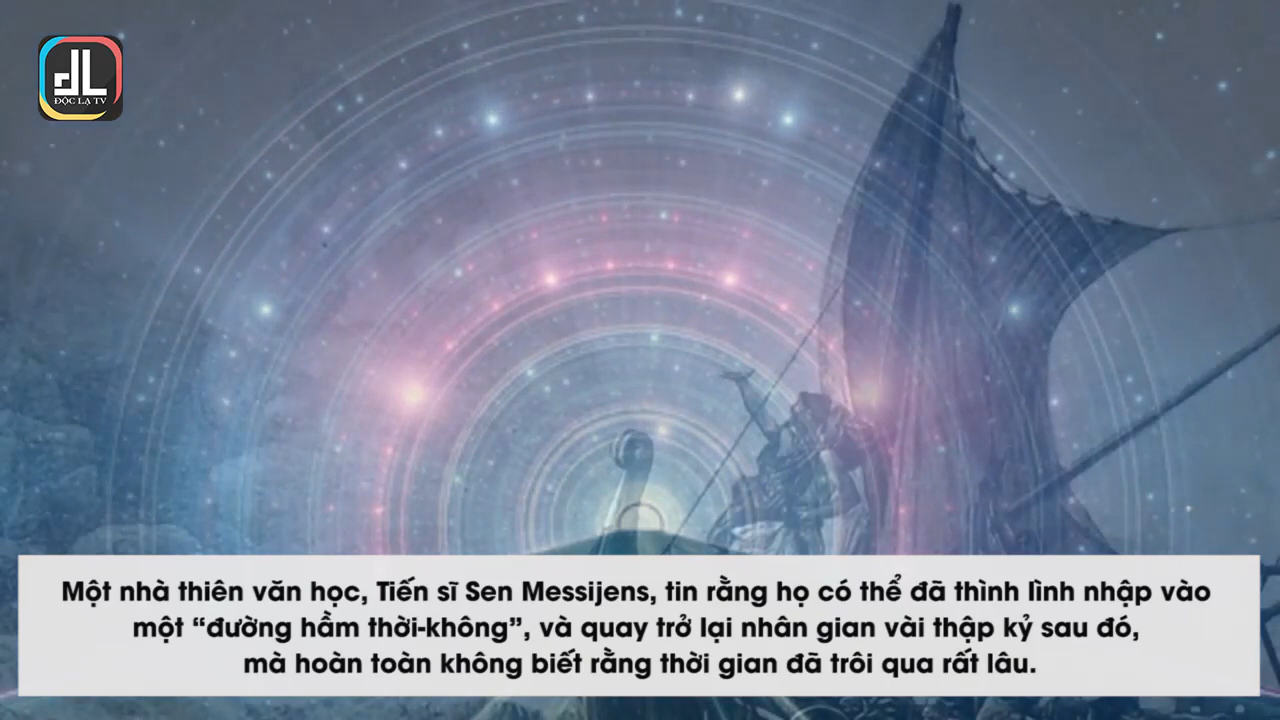 ĐỘC LẠ TV
Một nhà thiên văn học, Tiến sĩ Sen Messijens, tin rằng họ có thể đã thình lình nhập vào
một “đường hầm thời-không”, và quay trở lại nhân gian vài thập kỷ sau đó,
mà hoàn toàn không biết rằng thời gian đã trôi qua rất lâu.